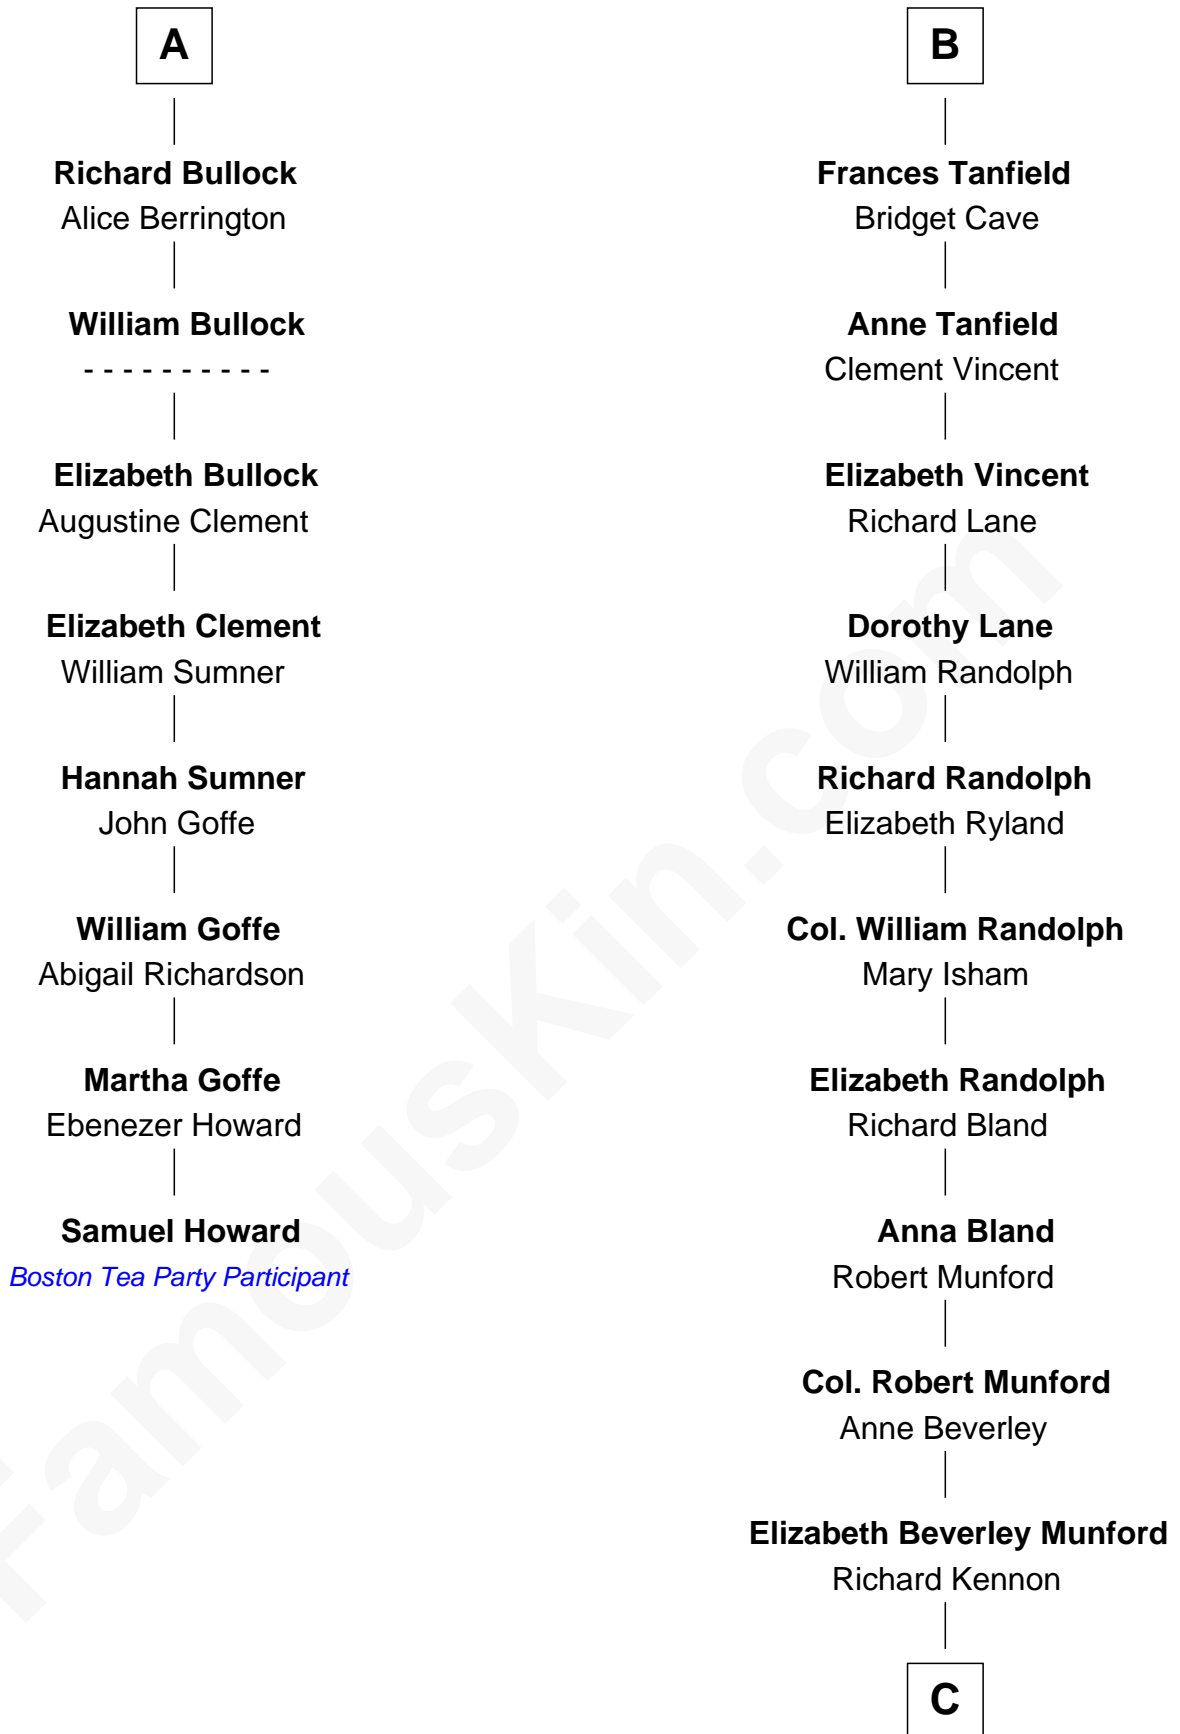 A
Richard Bullock
Alice Berrington
William Bullock
- - - - - - - - - -
Elizabeth Bullock
Augustine Clement
Elizabeth Clement
William Sumner
Hannah Sumner
John Goffe
William Goffe
Abigail Richardson
Martha Goffe
Ebenezer Howard
Samuel Howard
Boston Tea Party Participant
B
Frances Tanfield
Bridget Cave
Anne Tanfield
Clement Vincent
Elizabeth Vincent
Richard Lane
Dorothy Lane
William Randolph
Richard Randolph
Elizabeth Ryland
Col. William Randolph
Mary Isham
Elizabeth Randolph
Richard Bland
Anna Bland
Robert Munford
Col. Robert Munford
Anne Beverley
Elizabeth Beverley Munford
Richard Kennon
C
FamousKin.com